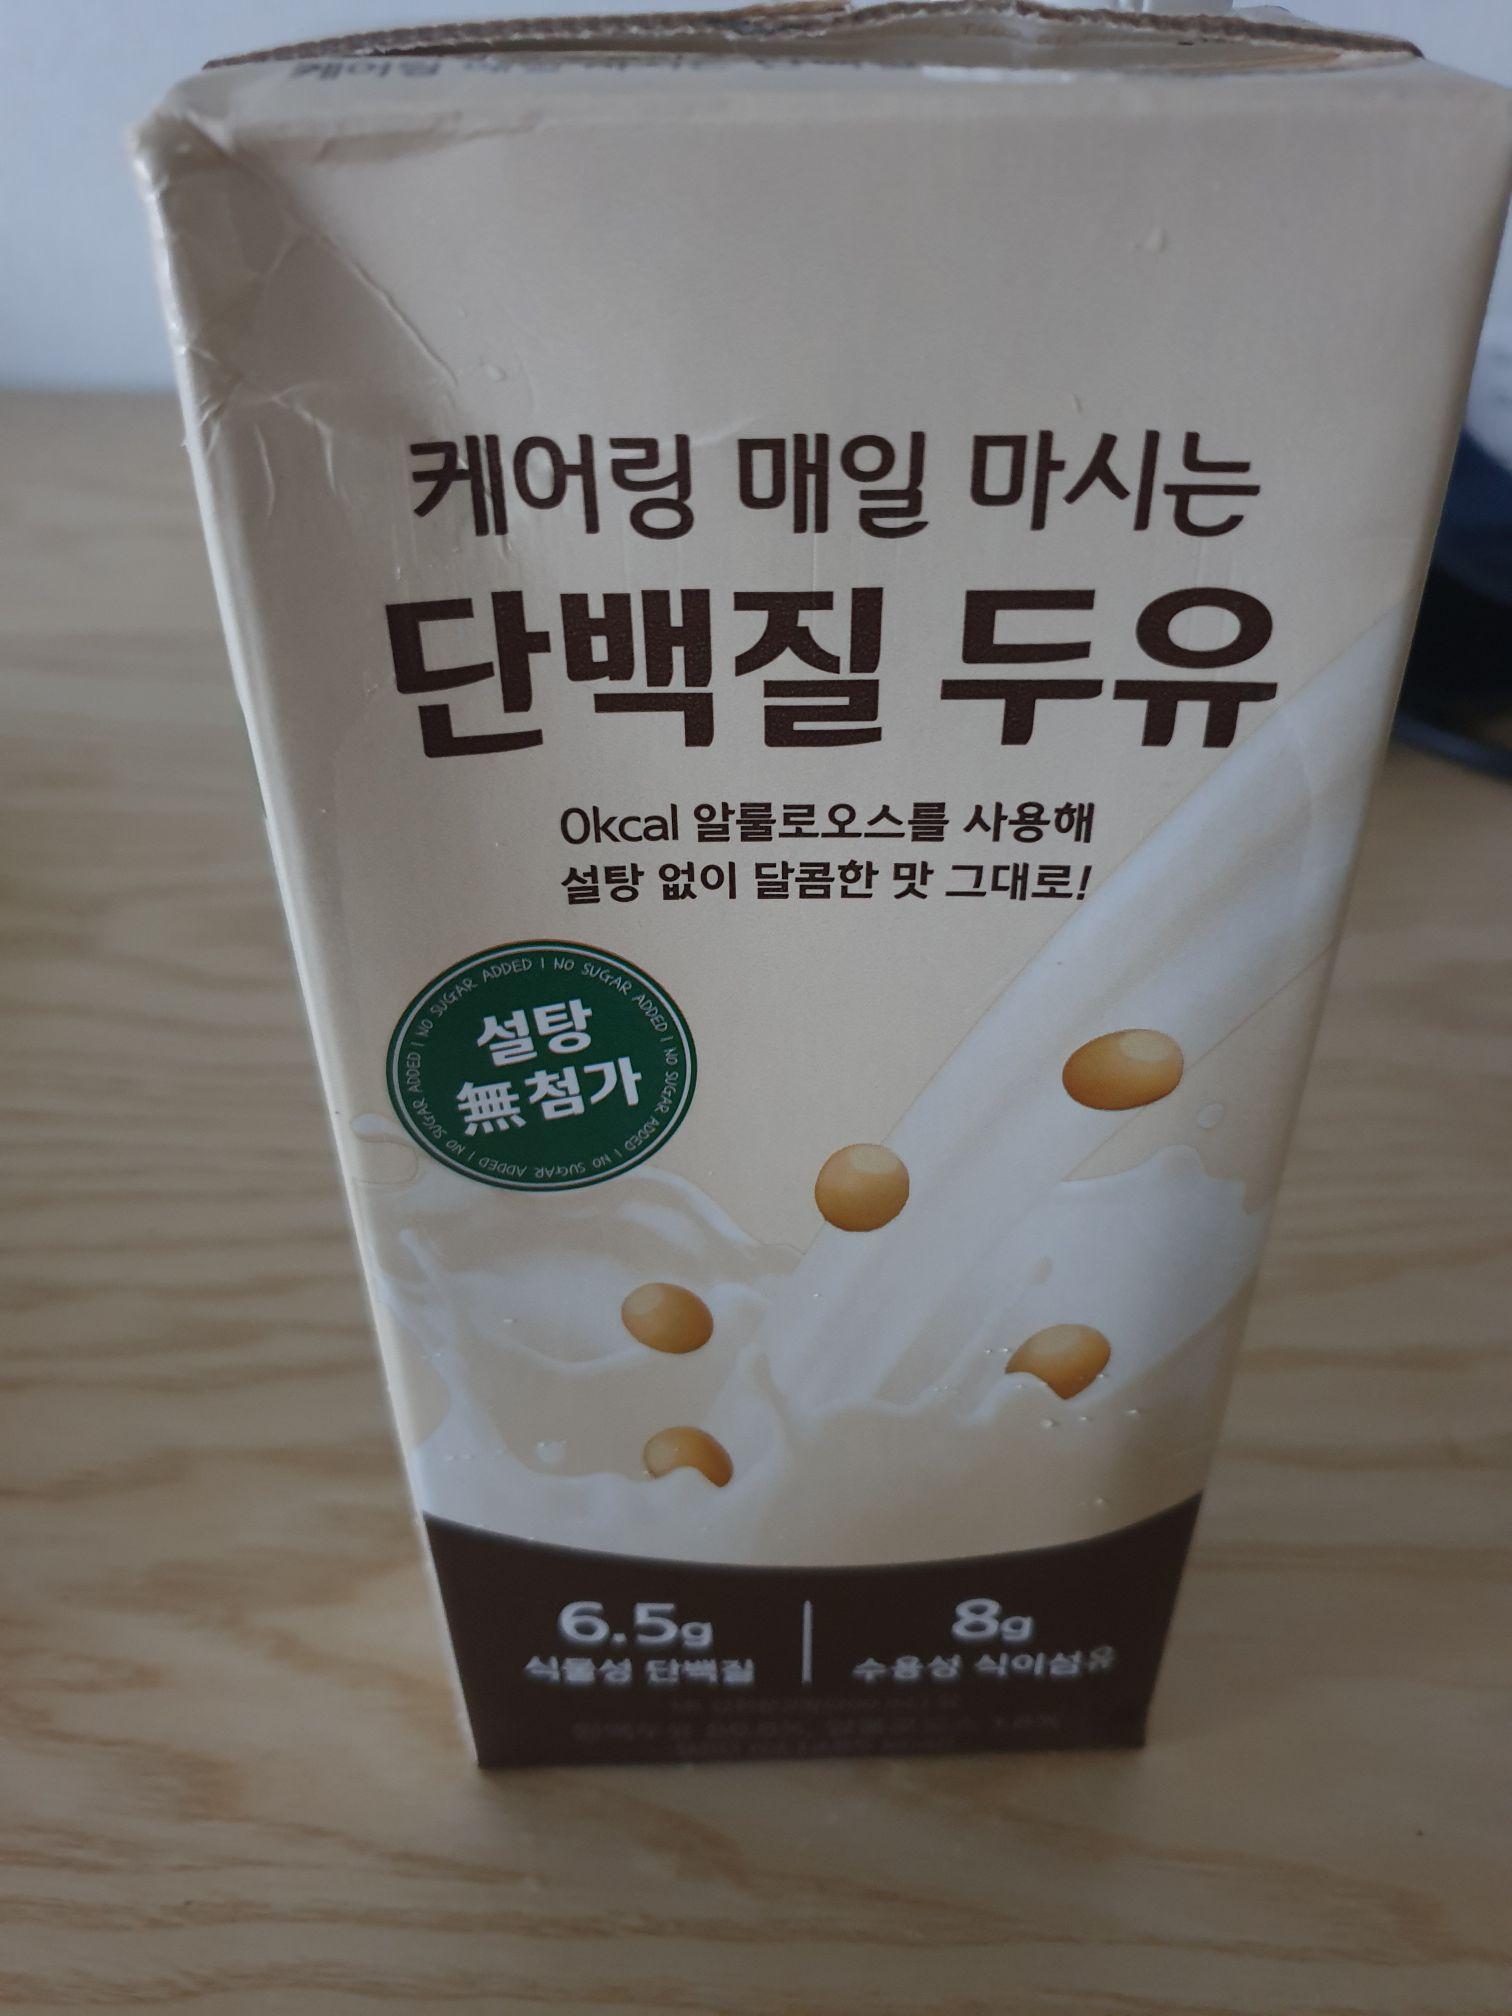 케어링 매일 마시는
단백질 두유
0kcal 알룰로오스를 사용해
설탕 없이 달콤한 맛 그대로!
NO SUGAR ADDED | NO SUGAR ADDED | NO SUGAR ADDED | NO SUGAR ADDED | NO SUGAR ADDED |
설탕
無첨가
6.5g
식물성 단백질
8g
수용성 식이섬유